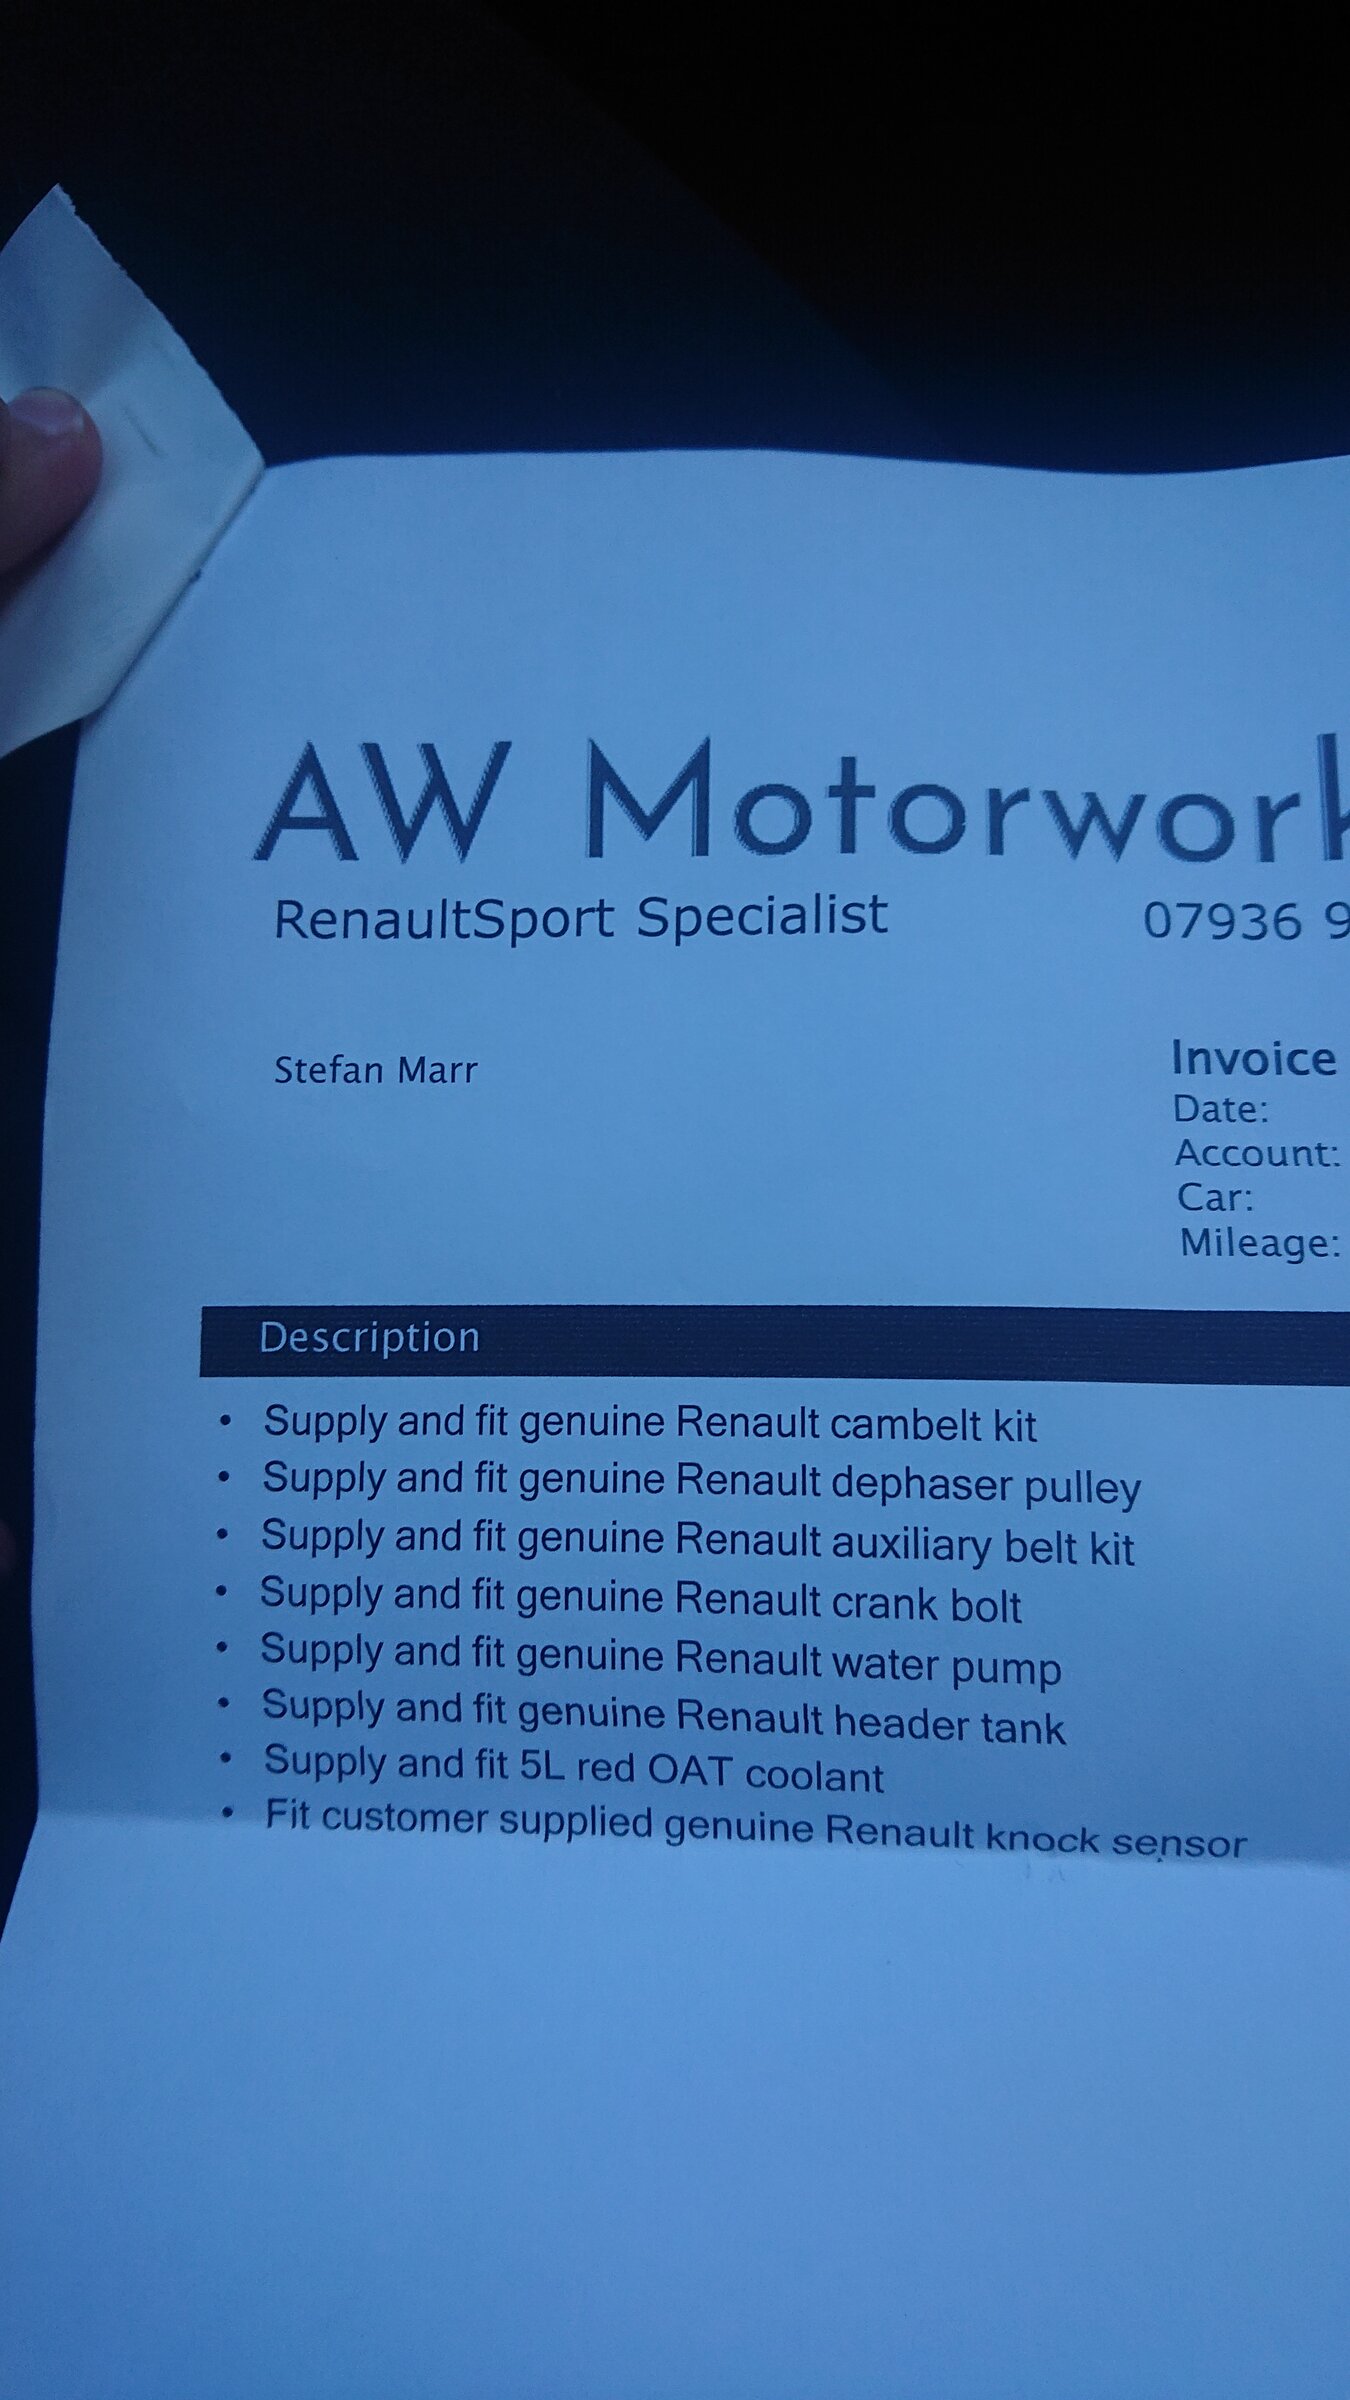 AW Motorwork
RenaultSport Specialist
07936 9
Stefan Marr
Invoice
Date:
Account:
Car:
Mileage:
Description
• Supply and fit genuine Renault cambelt kit
• Supply and fit genuine Renault dephaser pulley
• Supply and fit genuine Renault auxiliary belt kit
• Supply and fit genuine Renault crank bolt
• Supply and fit genuine Renault water pump
• Supply and fit genuine Renault header tank
• Supply and fit 5L red OAT coolant
• Fit customer supplied genuine Renault knock sensor